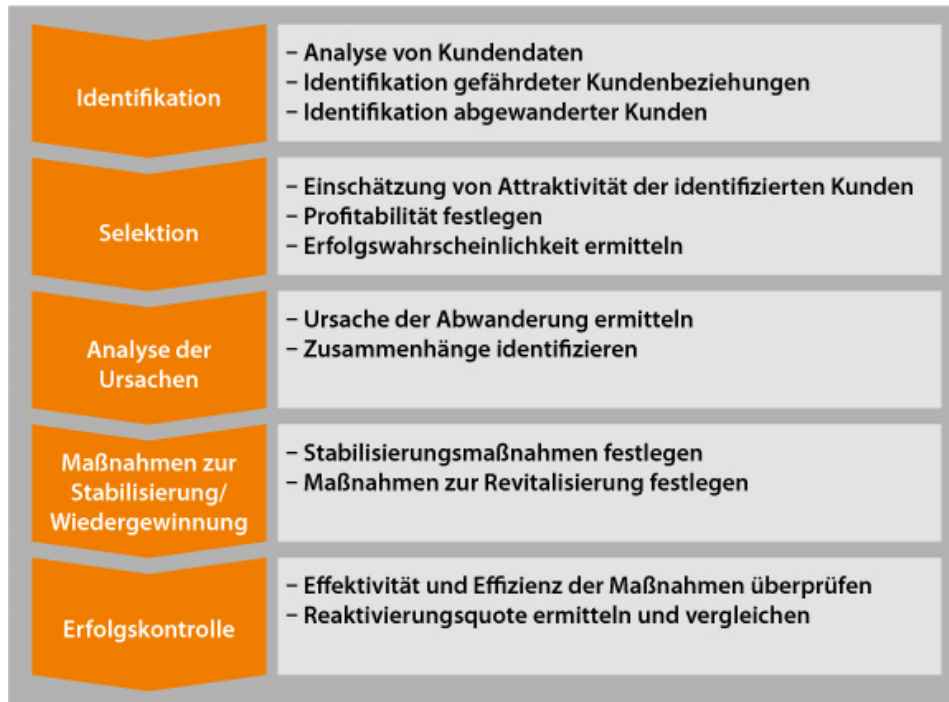 Identifikation
– Analyse von Kundendaten
– Identifikation gefährdeter Kundenbeziehungen
– Identifikation abgewanderter Kunden
Selektion
– Einschätzung von Attraktivität der identifizierten Kunden
– Profitabilität festlegen
– Erfolgswahrscheinlichkeit ermitteln
Analyse der
Ursachen
– Ursache der Abwanderung ermitteln
– Zusammenhänge identifizieren
Maßnahmen zur
Stabilisierung/
Wiedergewinnung
– Stabilisierungsmaßnahmen festlegen
– Maßnahmen zur Revitalisierung festlegen
Erfolgskontrolle
– Effektivität und Effizienz der Maßnahmen überprüfen
– Reaktivierungsquote ermitteln und vergleichen